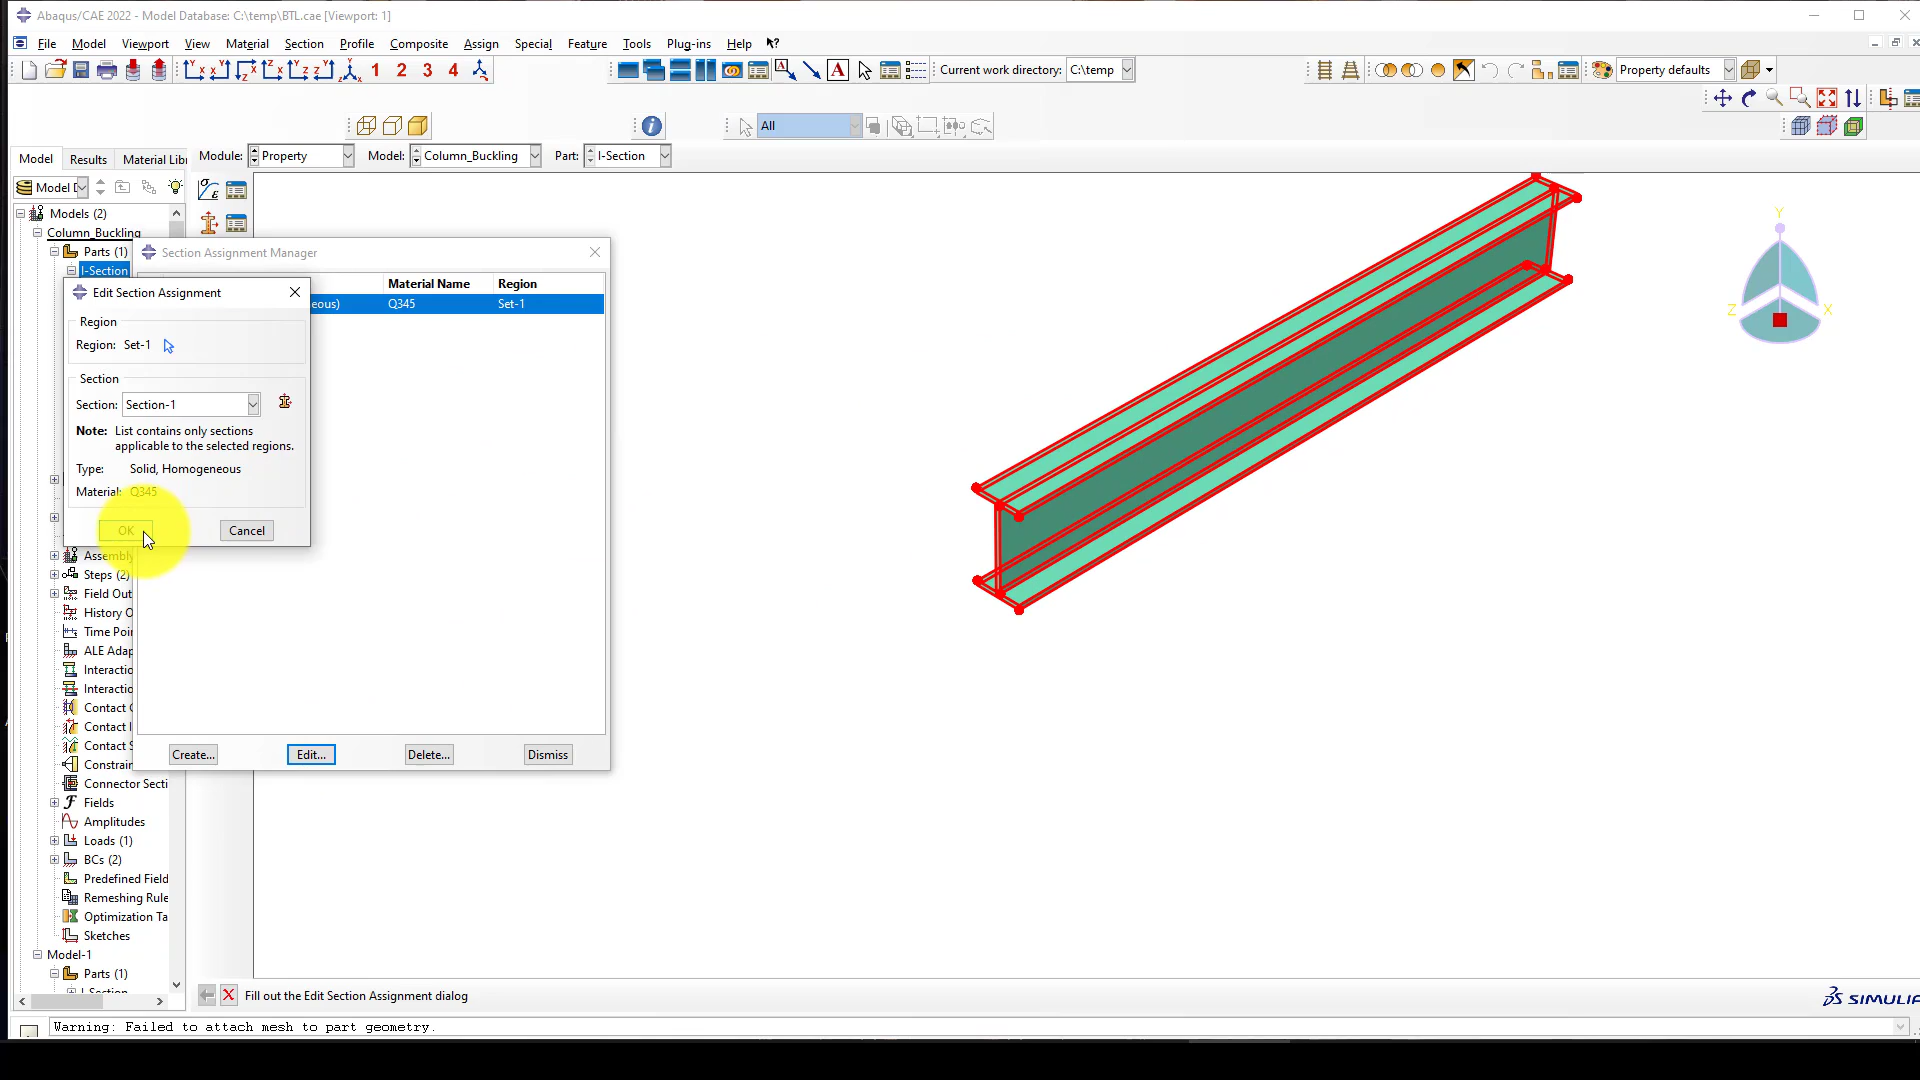 Abaqus/CAE 2022 - Model Database: C:\temp\BTL.cae [Viewport: 1]
File Model Viewport View Material Section Profile Composite Assign Special Feature Tools Plug-ins Help
1 2 3 4
A
Current work directory: C:\temp
Property defaults
All
Model Results Material Lib
Module: Property Model: Column_Buckling Part: I-Section
Model D
Models (2)
Column_Buckling
Parts (1)
I-Section
Section Assignment Manager
Material Name Region
eous) Q345 Set-1
Edit Section Assignment
Region
Region: Set-1
Section
Section: Section-1
Note: List contains only sections
applicable to the selected regions.
Type: Solid, Homogeneous
Material: Q345
OK Cancel
Assembly
Steps (2)
Field Out
History O
Time Poin
ALE Adap
Interactio
Interactio
Contact C
Contact I
Contact S
Constrain
Connector Secti
Fields
Amplitudes
Loads (1)
BCs (2)
Predefined Field
Remeshing Rule
Optimization Ta
Sketches
Model-1
Parts (1)
I-Section
Create... Edit... Delete... Dismiss
Y
Z X
Fill out the Edit Section Assignment dialog
SIMULIA
Warning: Failed to attach mesh to part geometry.